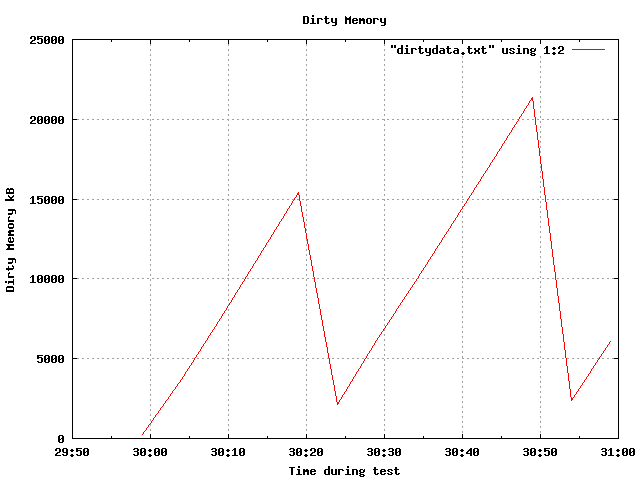 Dirty Memory
"dirtydata.txt" using 1:2
25000
20000
15000
10000
5000
0
Dirty Memory kB
29:50 30:00 30:10 30:20 30:30 30:40 30:50 31:00
Time during test